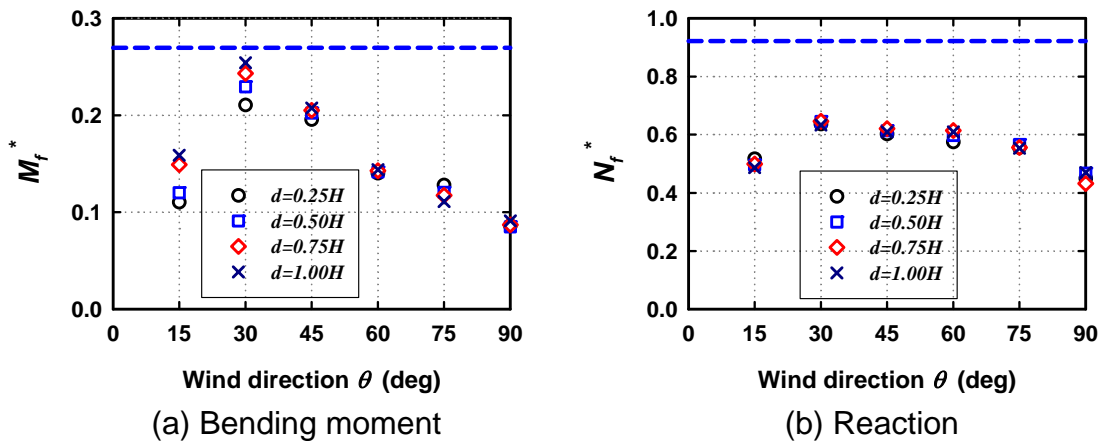 0.3
0.2
0.1
0.0
M_f^*
d=0.25H
d=0.50H
d=0.75H
d=1.00H
0 15 30 45 60 75 90
Wind direction θ (deg)
(a) Bending moment
1.0
0.8
0.6
0.4
0.2
0.0
N_f^*
d=0.25H
d=0.50H
d=0.75H
d=1.00H
0 15 30 45 60 75 90
Wind direction θ (deg)
(b) Reaction